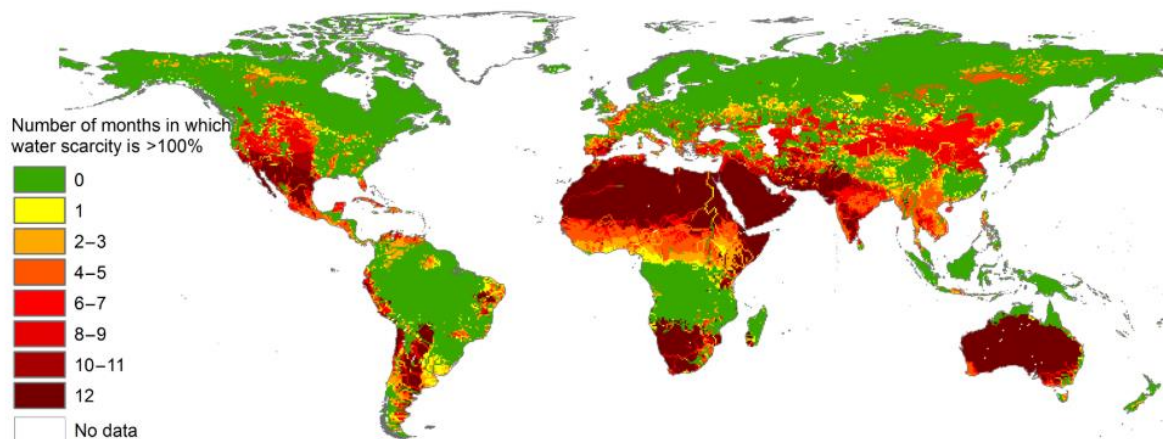 Number of months in which
water scarcity is >100%
0
1
2–3
4–5
6–7
8–9
10–11
12
No data